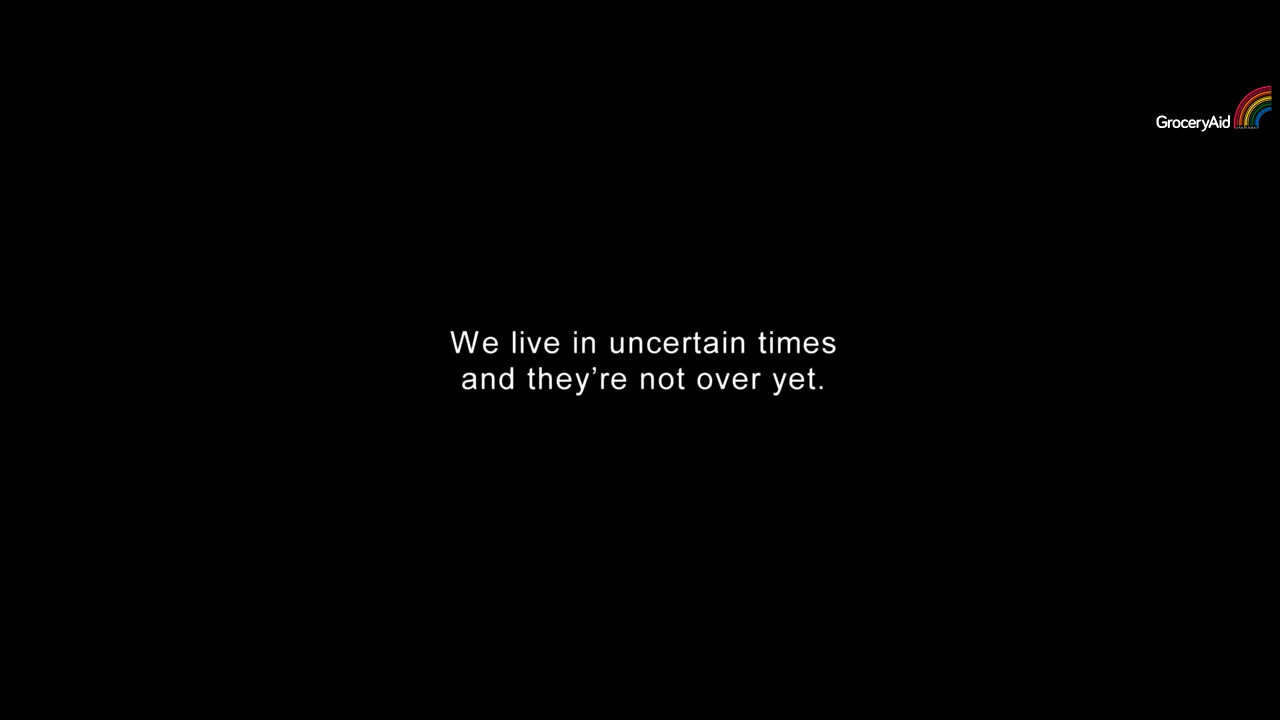 GroceryAid
We live in uncertain times
and they’re not over yet.